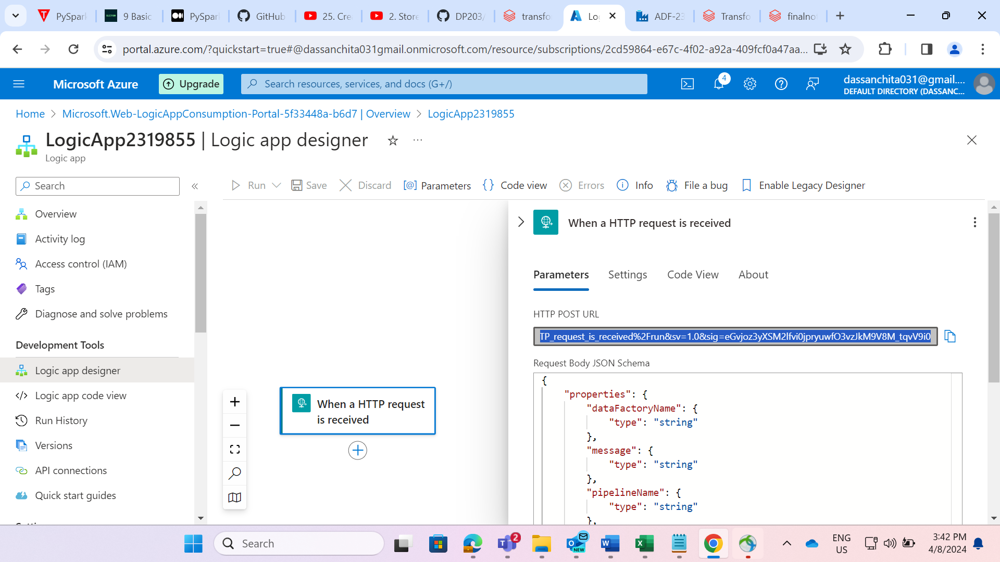 PySpark
9 Basic
PySpark
GitHub
25. Cre
2. Store
DP203/
transfo
Lo
ADF-23
Transfo
finalno
portal.azure.com/?quickstart=true#@dassanchita031gmail.onmicrosoft.com/resource/subscriptions/2cd59864-e67c-4f02-a92a-409fcf0a47aa...
Microsoft Azure
Upgrade
Search resources, services, and docs (G+/)
4
dassanchita031@gmail....
DEFAULT DIRECTORY (DASSANC...
Home > Microsoft.Web-LogicAppConsumption-Portal-5f33448a-b6d7 | Overview > LogicApp2319855
LogicApp2319855 | Logic app designer
Logic app
Search
Run
Save
Discard
Parameters
Code view
Errors
Info
File a bug
Enable Legacy Designer
Overview
Activity log
Access control (IAM)
Tags
Diagnose and solve problems
Development Tools
Logic app designer
Logic app code view
Run History
Versions
API connections
Quick start guides
When a HTTP request
is received
When a HTTP request is received
Parameters
Settings
Code View
About
HTTP POST URL
TP_request_is_received%2Frun&sv=1.0&sig=eGvjoz3yXSM2lfvi0jpryuwfO3vzJkM9V8M_tqvV9i0
Request Body JSON Schema
{
"properties": {
"dataFactoryName": {
"type": "string"
},
"message": {
"type": "string"
},
"pipelineName": {
"type": "string"
},
Search
2
NEW
ENG
US
3:42 PM
4/8/2024